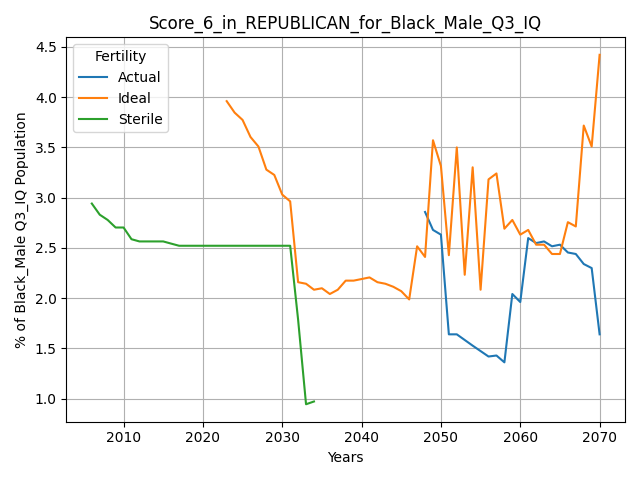 Score_6_in_REPUBLICAN_for_Black_Male_Q3_IQ
Fertility
Actual
Ideal
Sterile
% of Black_Male Q3_IQ Population
4.5
4.0
3.5
3.0
2.5
2.0
1.5
1.0
2010 2020 2030 2040 2050 2060 2070
Years